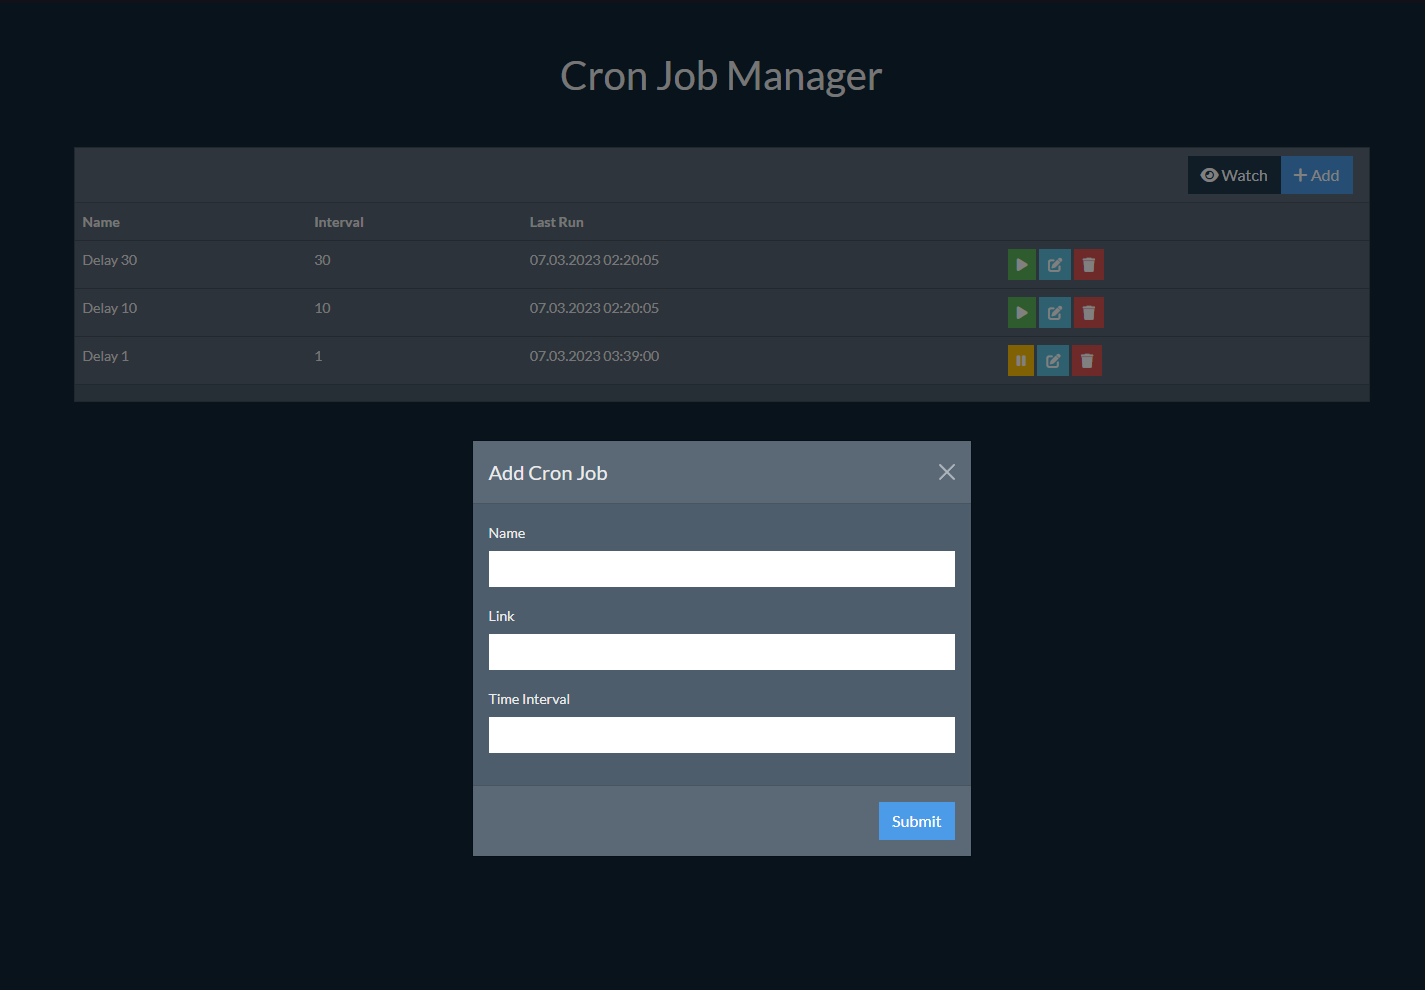 Cron Job Manager
Watch Add
Name Interval Last Run
Delay 30 30 07.03.2023 02:20:05
Delay 10 10 07.03.2023 02:20:05
Delay 1 1 07.03.2023 03:39:00
Add Cron Job
Name
Link
Time Interval
Submit